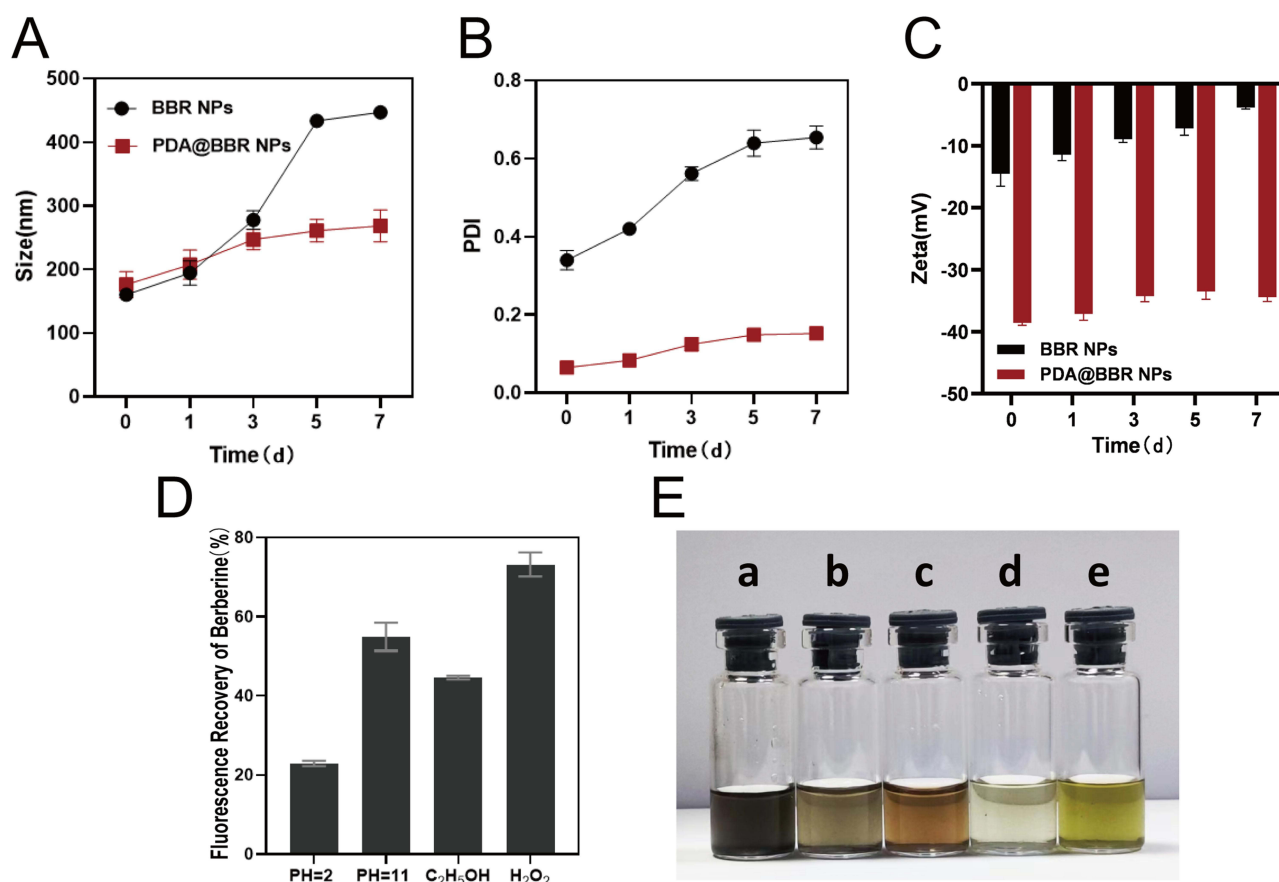 A
Size(nm)
500
400
300
200
100
0
BBR NPs
PDA@BBR NPs
0 1 3 5 7
Time(d)
B
PDI
0.8
0.6
0.4
0.2
0.0
0 1 3 5 7
Time(d)
C
Zeta(mV)
0
-10
-20
-30
-40
-50
BBR NPs
PDA@BBR NPs
0 1 3 5 7
Time(d)
D
Fluorescence Recovery of Berberine(%)
80
60
40
20
0
PH=2 PH=11 C₂H₅OH H₂O₂
E
a b c d e